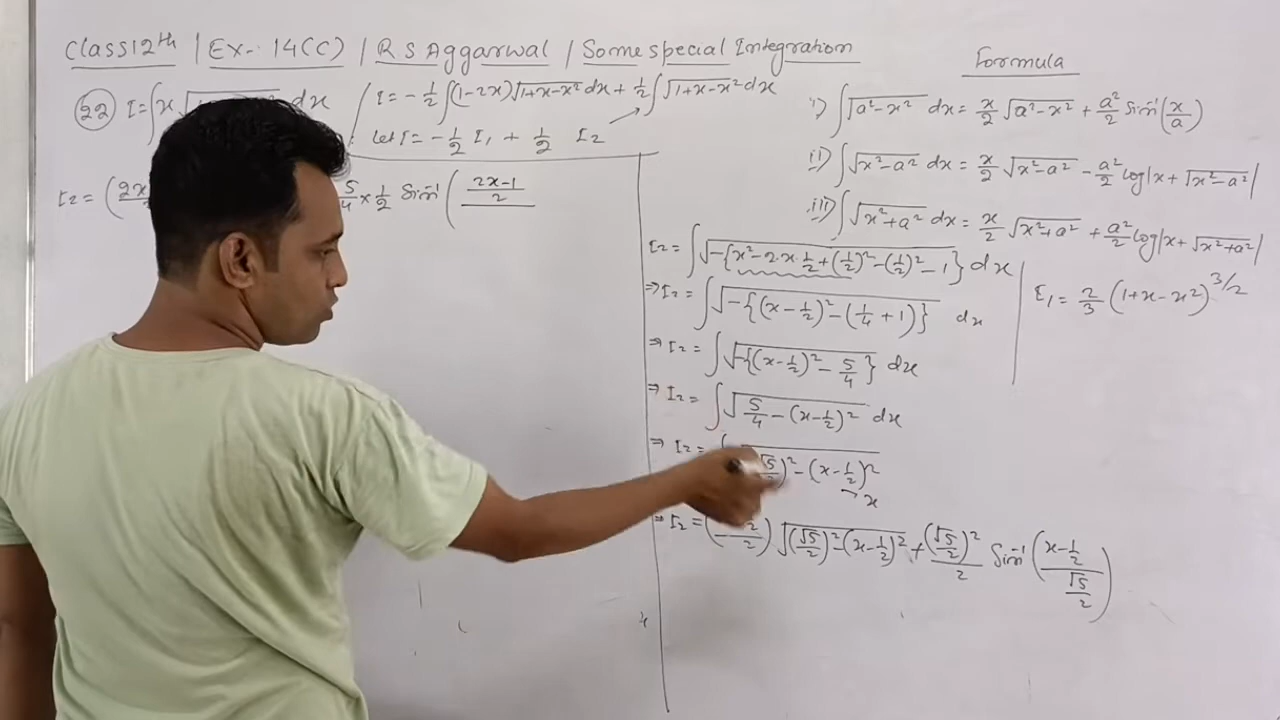 Class 12th | Ex-: 14(C) | R S Aggarwal | Some special Integration
22 I = ∫x√ dx
I = -1/2 ∫(1-2x)√1+x-x² dx + 1/2 ∫√1+x-x² dx
let I = -1/2 I₁ + 1/2 I₂
I₂ = (2x 5/4 × 1/2 Sin⁻¹ ( 2x-1/2
Formula
i) ∫√a²-x² dx = x/2 √a²-x² + a²/2 Sin⁻¹(x/a)
ii) ∫√x²-a² dx = x/2 √x²-a² - a²/2 log|x + √x²-a²|
iii) ∫√x²+a² dx = x/2 √x²+a² + a²/2 log|x + √x²+a²|
I₂ = ∫√-{x²-2·x·1/2+(1/2)²-(1/2)²-1} dx
⇒ I₂ = ∫√-{(x-1/2)²-(1/4+1)} dx
⇒ I₂ = ∫√-{(x-1/2)²-5/4} dx
⇒ I₂ = ∫√5/4-(x-1/2)² dx
⇒ I₂ = √5/2)²-(x-1/2)²
→ x
⇒ I₂ = ( 2/2) √(√5/2)²-(x-1/2)² + (√5/2)²/2 Sin⁻¹(x-1/2/√5/2)
I₁ = 2/3 (1+x-x²)^3/2